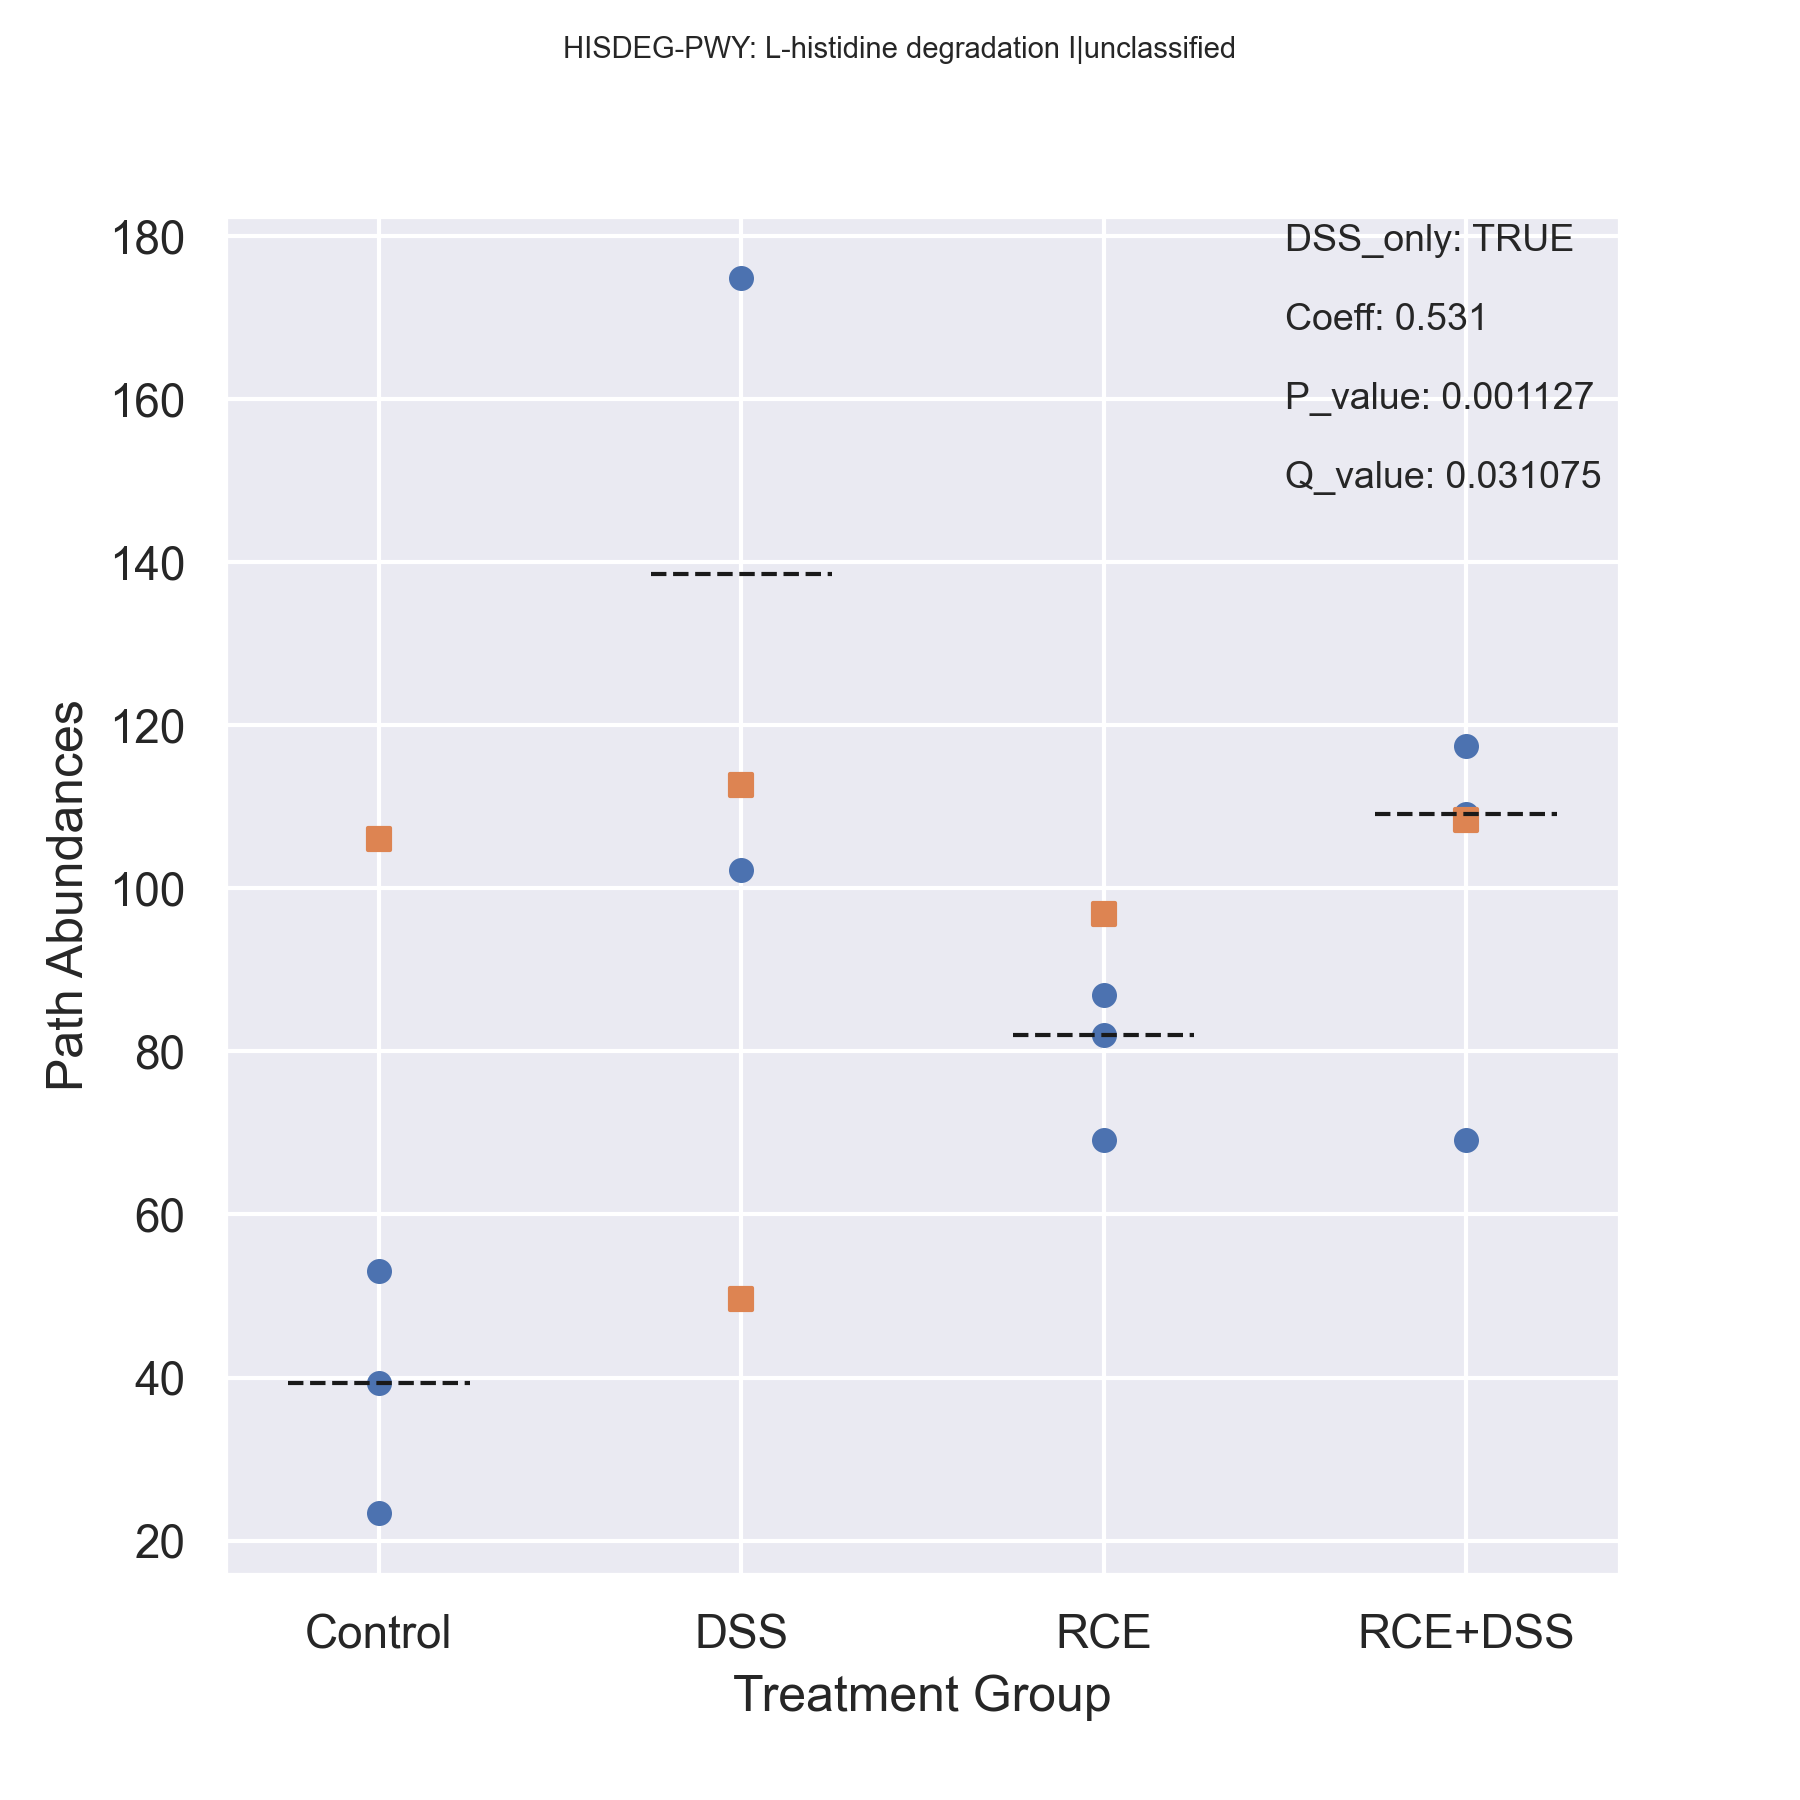 HISDEG-PWY: L-histidine degradation I|unclassified
180
160
140
120
100
80
60
40
20
Path Abundances
DSS_only: TRUE
Coeff: 0.531
P_value: 0.001127
Q_value: 0.031075
Control DSS RCE RCE+DSS
Treatment Group